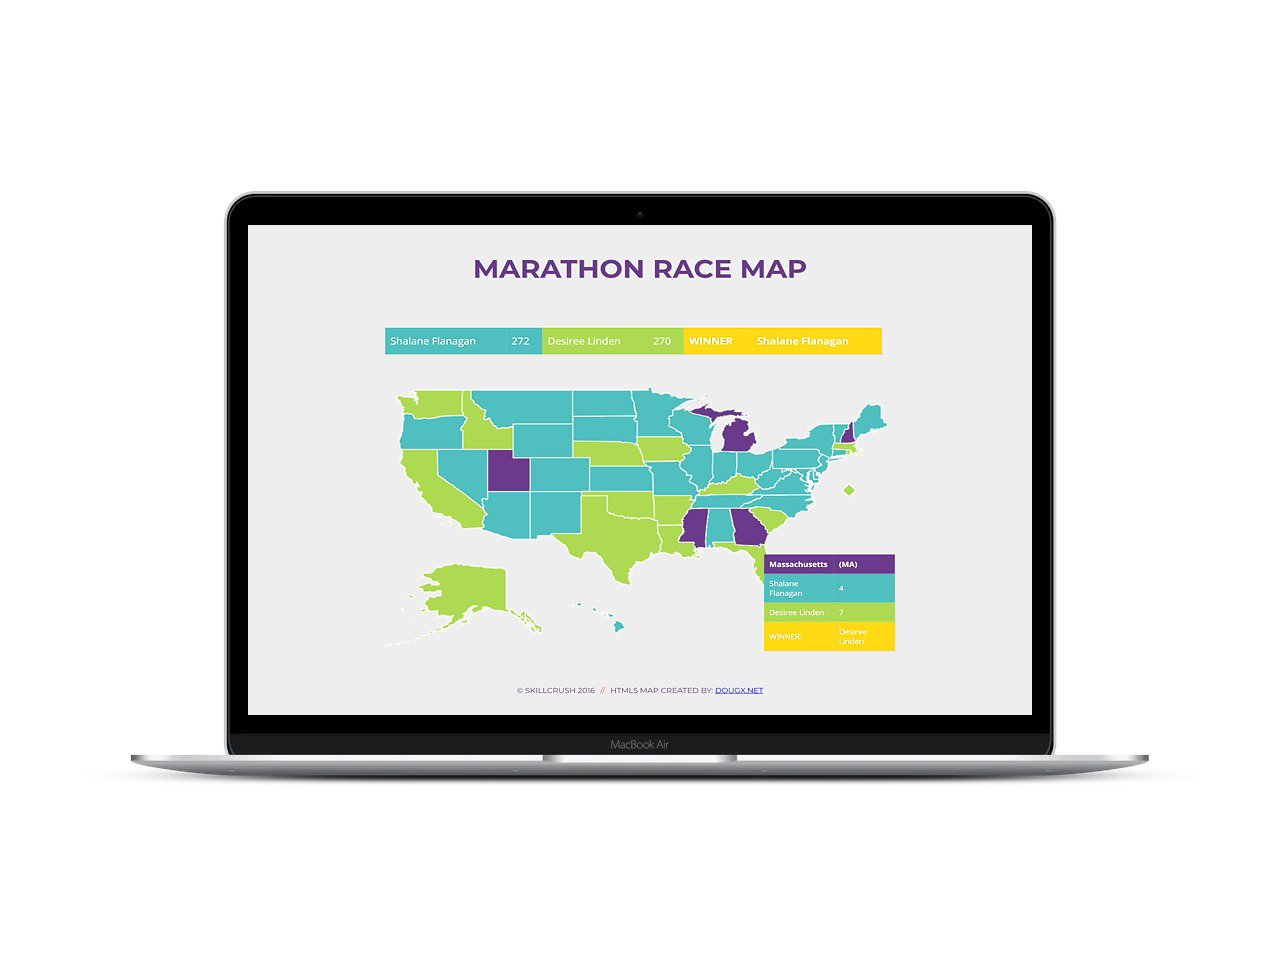 MARATHON RACE MAP
Shalane Flanagan 272 Desiree Linden 270 WINNER Shalane Flanagan
Massachusetts (MA)
Shalane
Flanagan 4
Desiree Linden 7
WINNER: Desiree
Linden
© SKILLCRUSH 2016 // HTML5 MAP CREATED BY: DOUGX.NET
MacBook Air